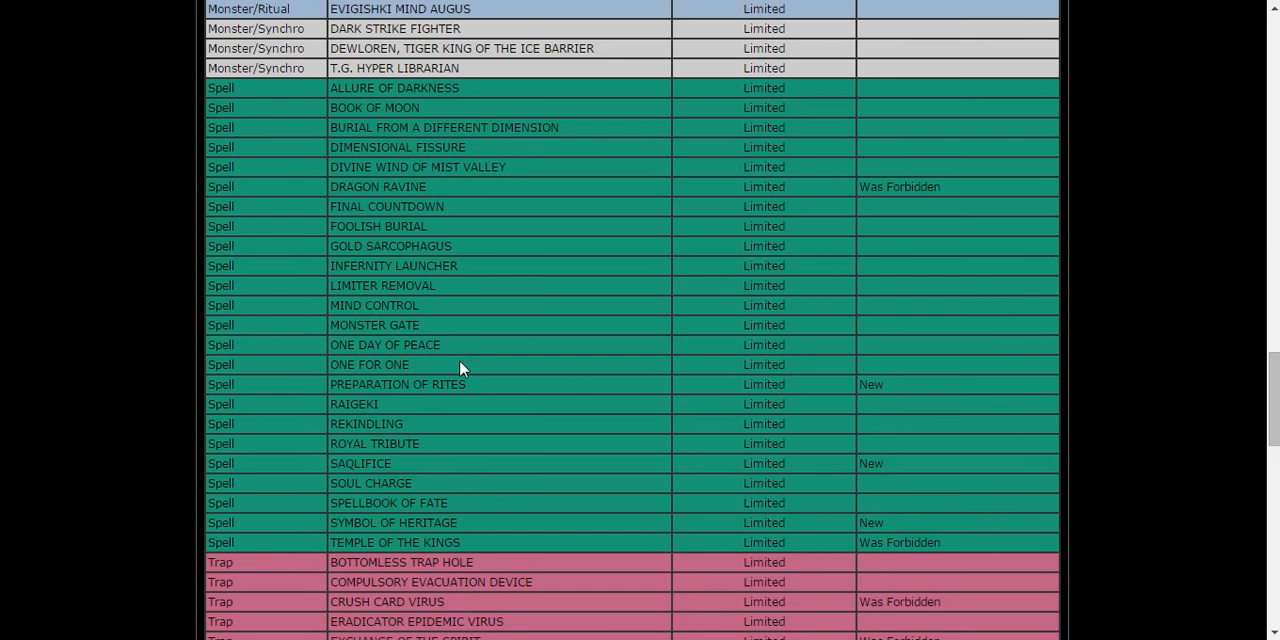 Monster/Ritual EVIGISHKI MIND AUGUS Limited
Monster/Synchro DARK STRIKE FIGHTER Limited
Monster/Synchro DEWLOREN, TIGER KING OF THE ICE BARRIER Limited
Monster/Synchro T.G. HYPER LIBRARIAN Limited
Spell ALLURE OF DARKNESS Limited
Spell BOOK OF MOON Limited
Spell BURIAL FROM A DIFFERENT DIMENSION Limited
Spell DIMENSIONAL FISSURE Limited
Spell DIVINE WIND OF MIST VALLEY Limited
Spell DRAGON RAVINE Limited Was Forbidden
Spell FINAL COUNTDOWN Limited
Spell FOOLISH BURIAL Limited
Spell GOLD SARCOPHAGUS Limited
Spell INFERNITY LAUNCHER Limited
Spell LIMITER REMOVAL Limited
Spell MIND CONTROL Limited
Spell MONSTER GATE Limited
Spell ONE DAY OF PEACE Limited
Spell ONE FOR ONE Limited
Spell PREPARATION OF RITES Limited New
Spell RAIGEKI Limited
Spell REKINDLING Limited
Spell ROYAL TRIBUTE Limited
Spell SAQLIFICE Limited New
Spell SOUL CHARGE Limited
Spell SPELLBOOK OF FATE Limited
Spell SYMBOL OF HERITAGE Limited New
Spell TEMPLE OF THE KINGS Limited Was Forbidden
Trap BOTTOMLESS TRAP HOLE Limited
Trap COMPULSORY EVACUATION DEVICE Limited
Trap CRUSH CARD VIRUS Limited Was Forbidden
Trap ERADICATOR EPIDEMIC VIRUS Limited
Trap EXCHANGE OF THE SPIRIT Limited Was Forbidden